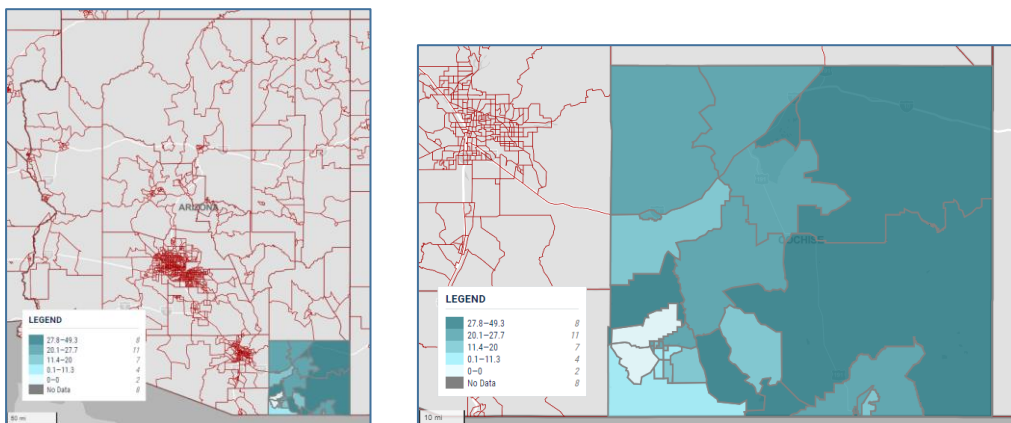 ARIZONA
LEGEND
27.8–49.3 8
20.1–27.7 11
11.4–20 7
0.1–11.3 4
0–0 2
No Data 8
50 mi
COCHISE
LEGEND
27.8–49.3 8
20.1–27.7 11
11.4–20 7
0.1–11.3 4
0–0 2
No Data 8
10 mi